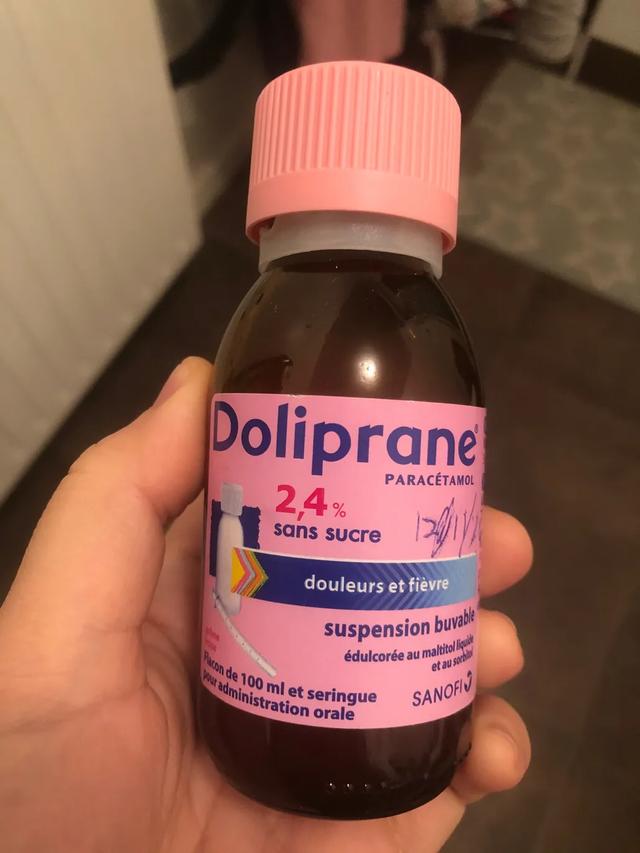 Doliprane®
PARACÉTAMOL
2,4%
sans sucre
douleurs et fièvre
suspension buvable
édulcorée au maltitol liquide
et au sorbitol
Flacon de 100 ml et seringue
pour administration orale
SANOFI